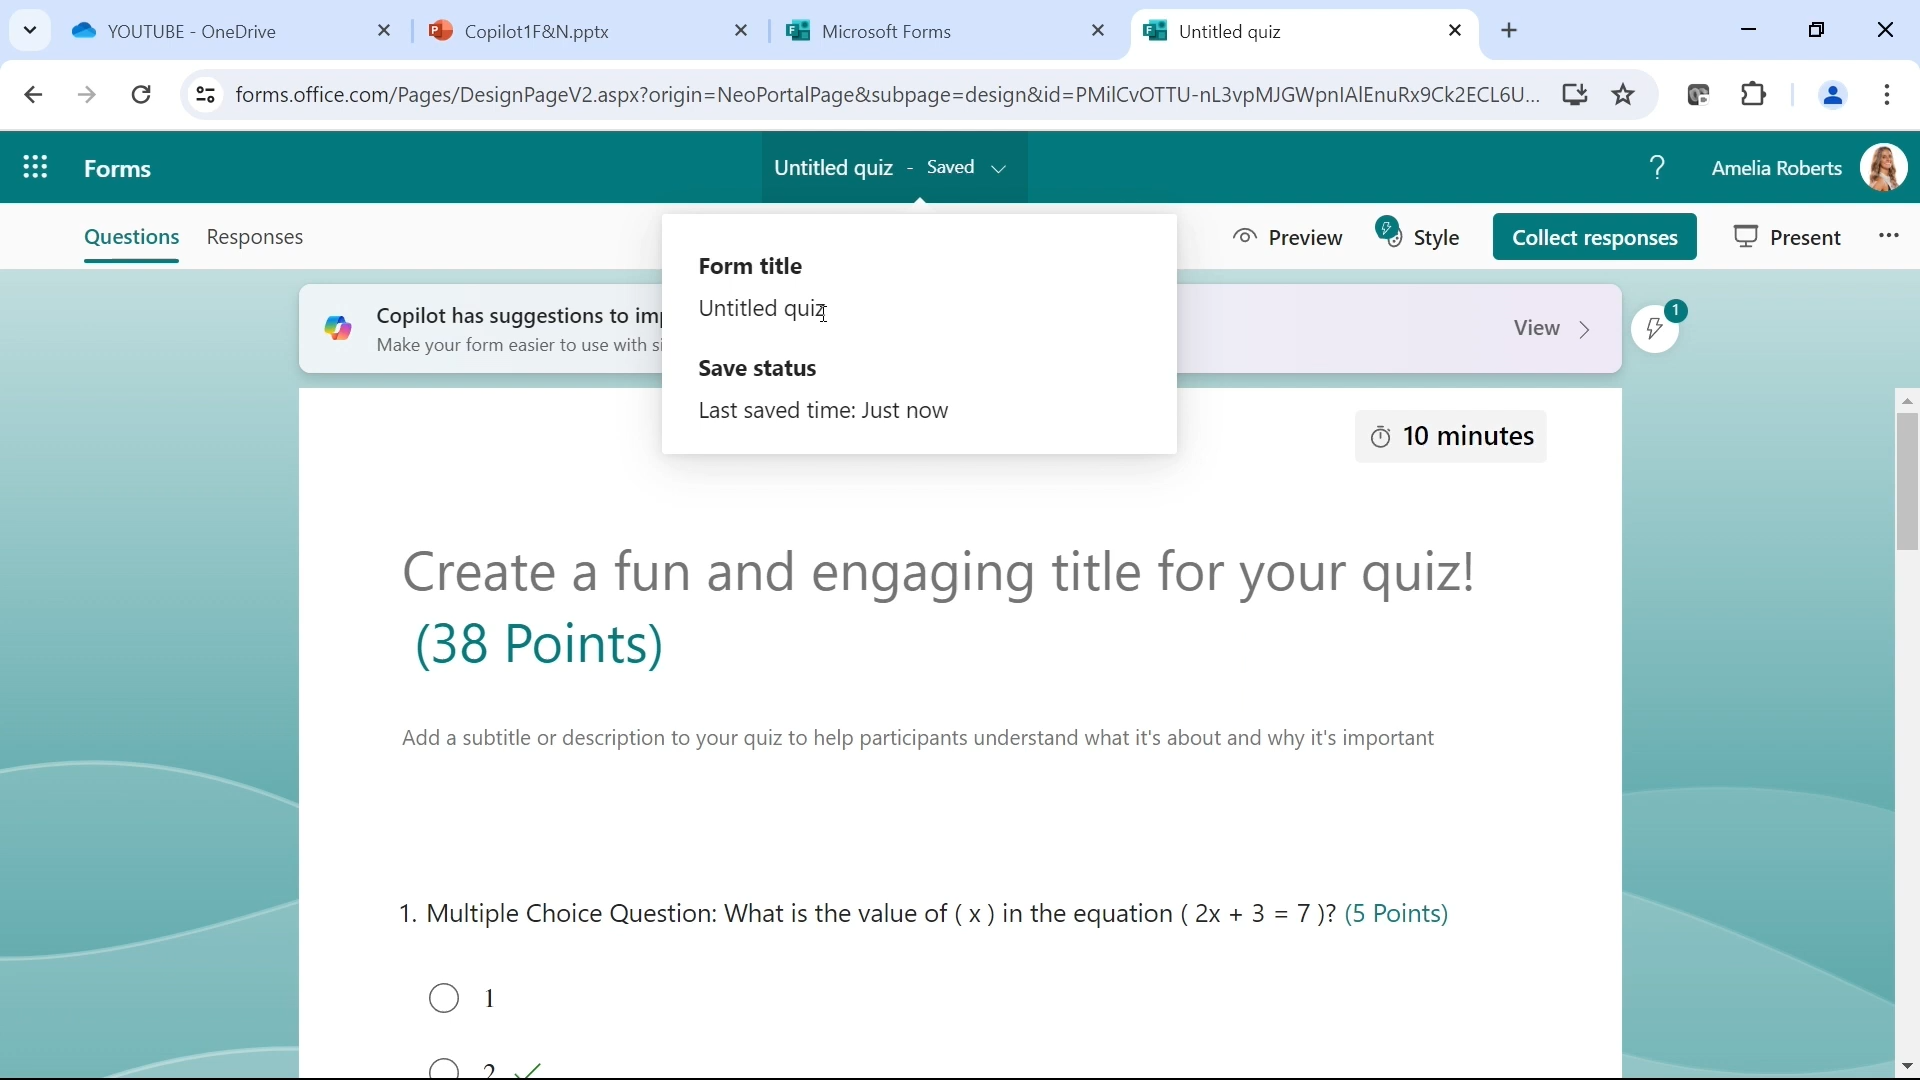 YOUTUBE - OneDrive
Copilot1F&N.pptx
Microsoft Forms
Untitled quiz
forms.office.com/Pages/DesignPageV2.aspx?origin=NeoPortalPage&subpage=design&id=PMilCvOTTU-nL3vpMJGWpnlAlEnuRx9Ck2ECL6U...
Forms
Untitled quiz - Saved
?
Amelia Roberts
Questions
Responses
Preview
Style
Collect responses
Present
Form title
Untitled quiz
Save status
Last saved time: Just now
Copilot has suggestions to im
Make your form easier to use with si
View
1
10 minutes
Create a fun and engaging title for your quiz!
(38 Points)
Add a subtitle or description to your quiz to help participants understand what it's about and why it's important
1. Multiple Choice Question: What is the value of ( x ) in the equation ( 2x + 3 = 7 )? (5 Points)
1
2